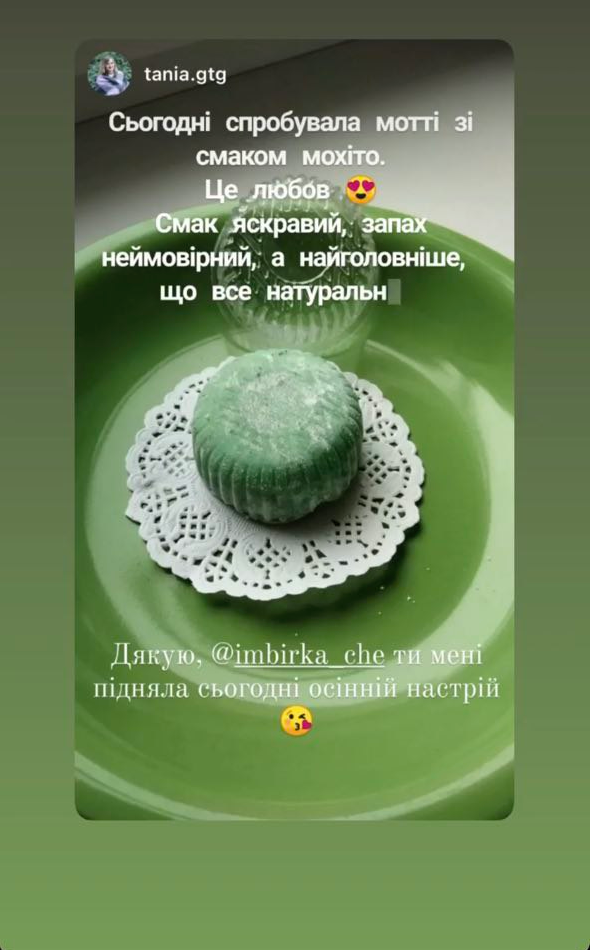 tania.gtg
Сьогодні спробувала мотті зі
смаком мохіто.
Це любов 😍
Смак яскравий, запах
неймовірний, а найголовніше,
що все натуральн
Дякую, @imbirka_che ти мені
підняла сьогодні осінній настрій
😘